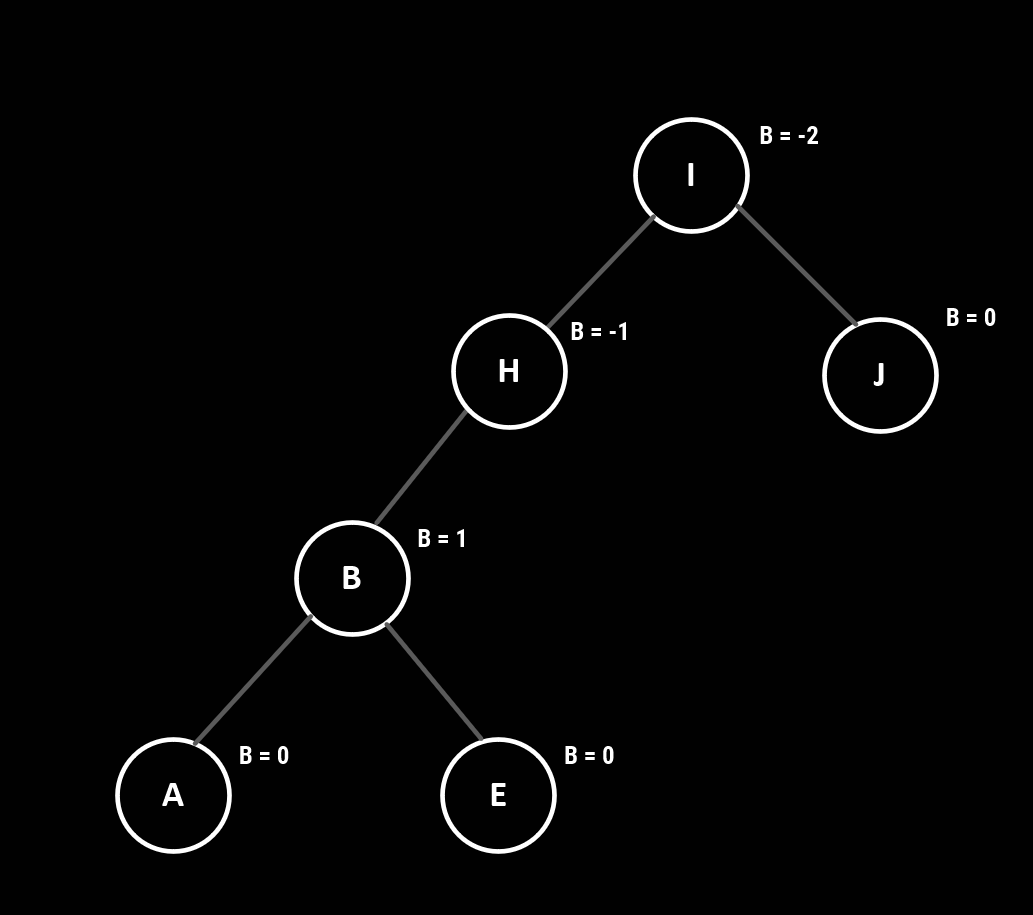 B = -2
I
B = 0
B = -1
H
J
B = 1
B
B = 0
B = 0
A
E